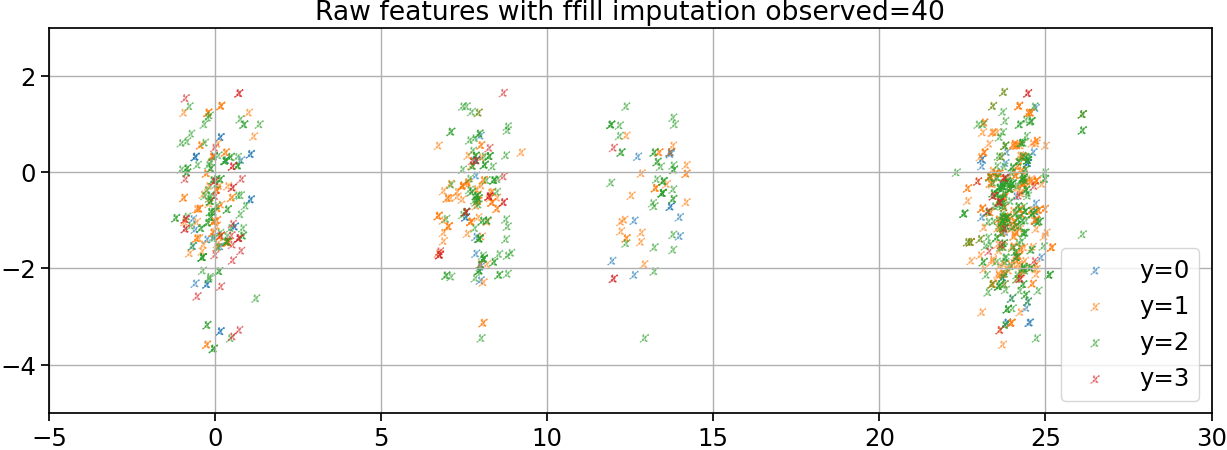 Raw features with ffill imputation observed=40
2
0
−2
−4
−5
0
5
10
15
20
25
30
y=0
y=1
y=2
y=3